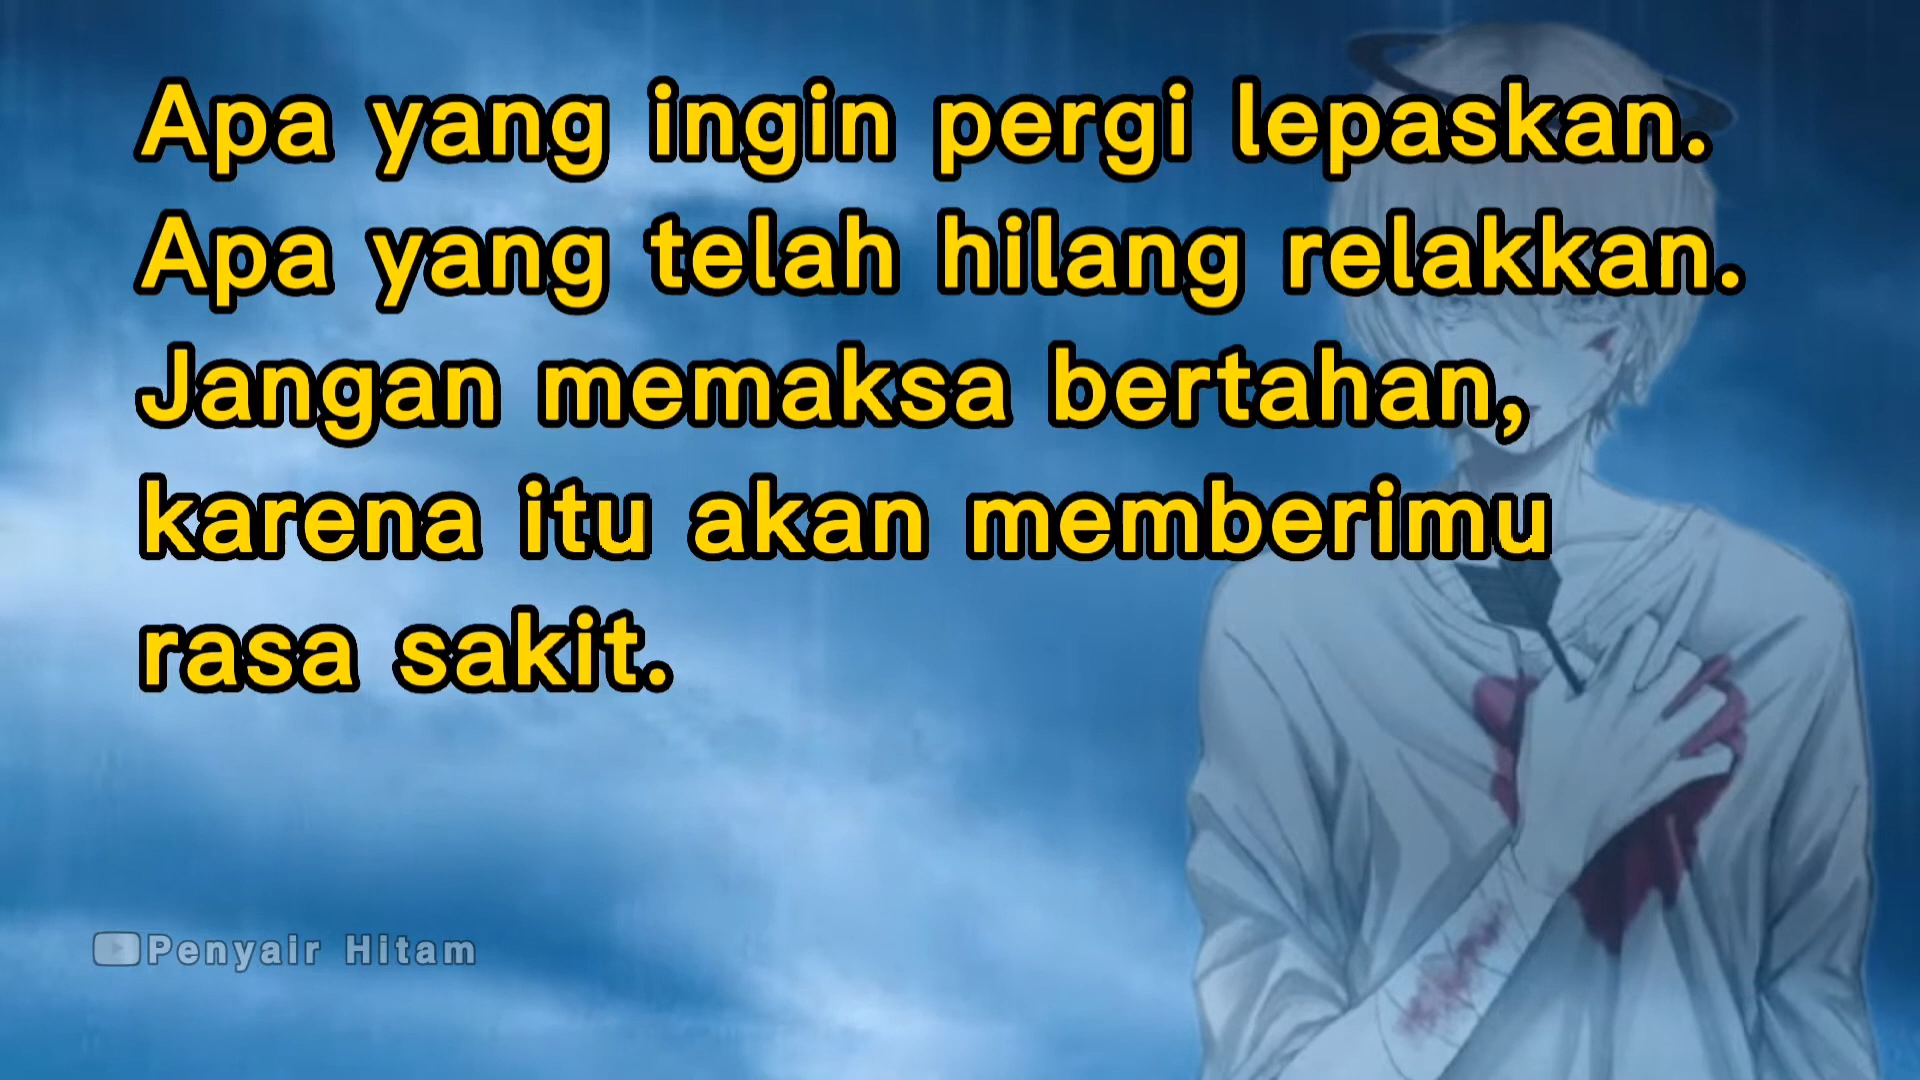 Apa yang ingin pergi lepaskan.
Apa yang telah hilang relakkan.
Jangan memaksa bertahan,
karena itu akan memberimu
rasa sakit.
Penyair Hitam